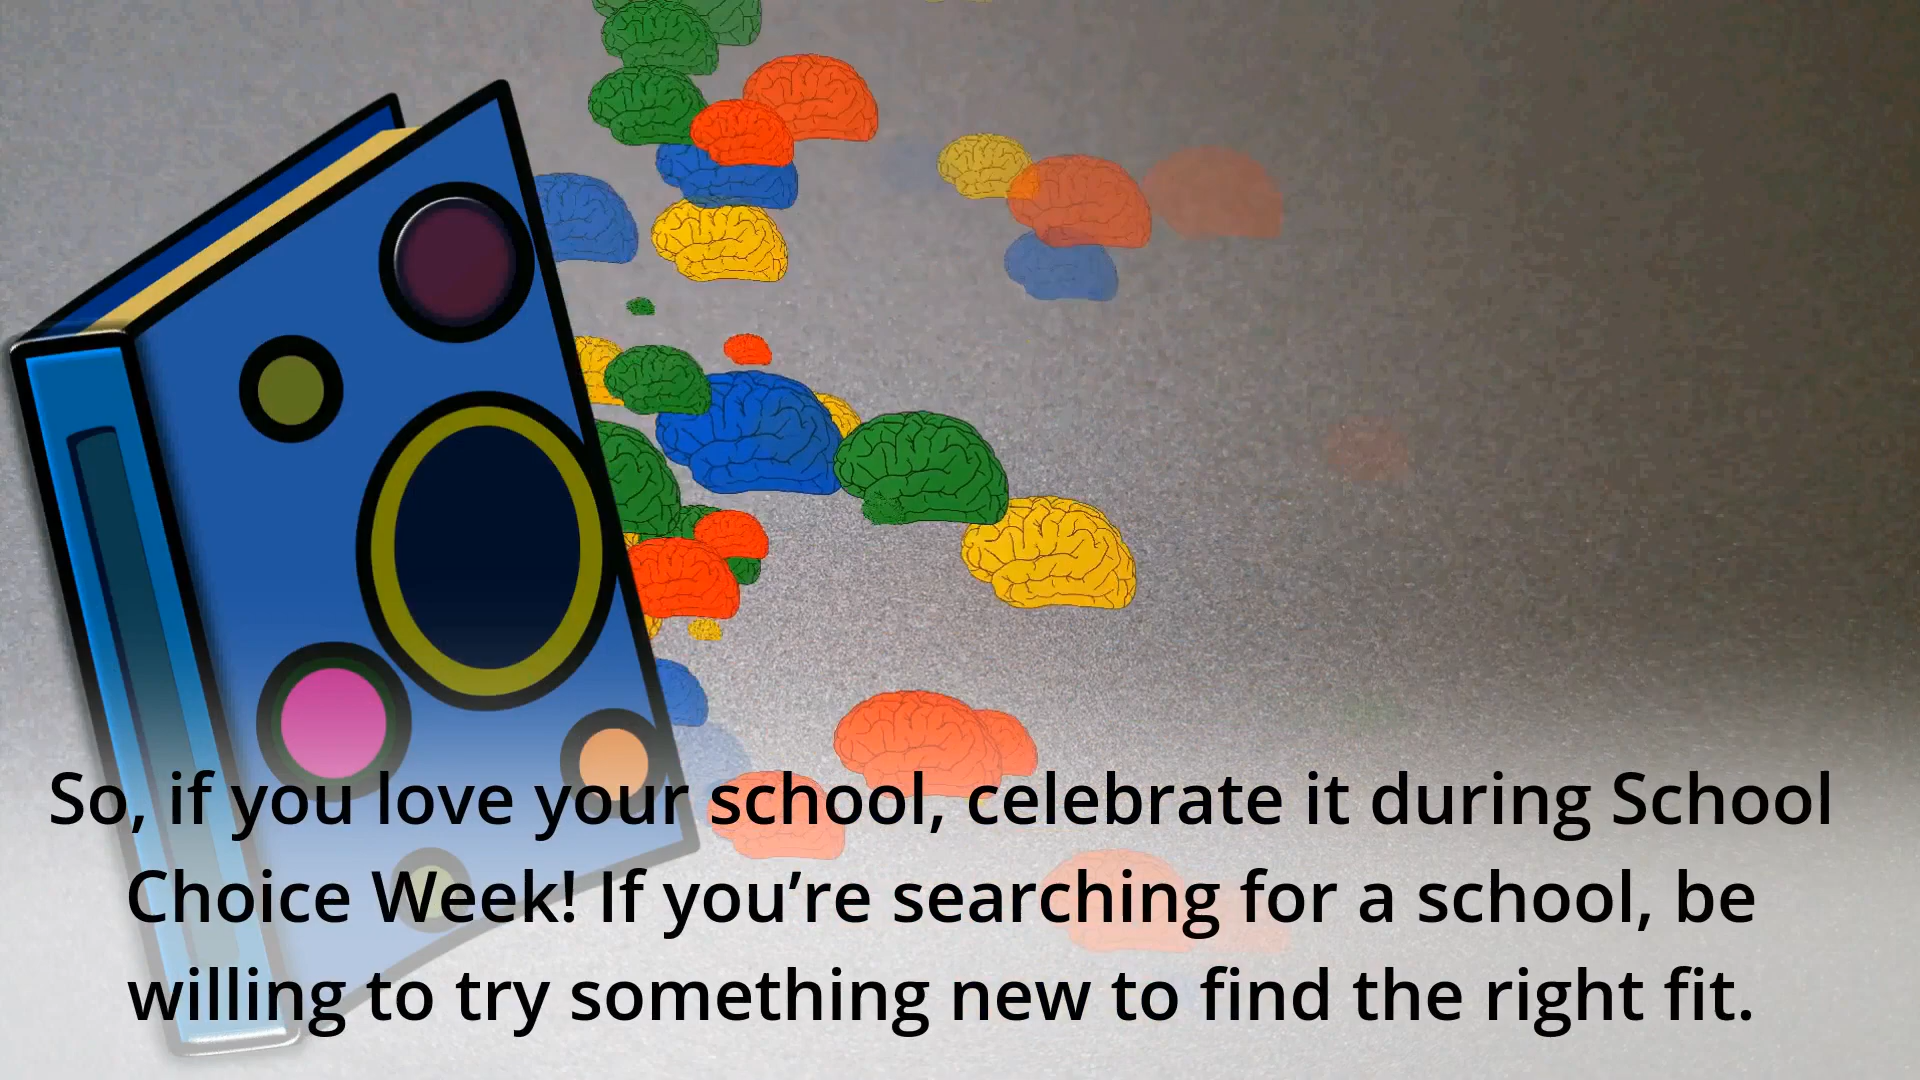 So, if you love your school, celebrate it during School
Choice Week! If you’re searching for a school, be
willing to try something new to find the right fit.